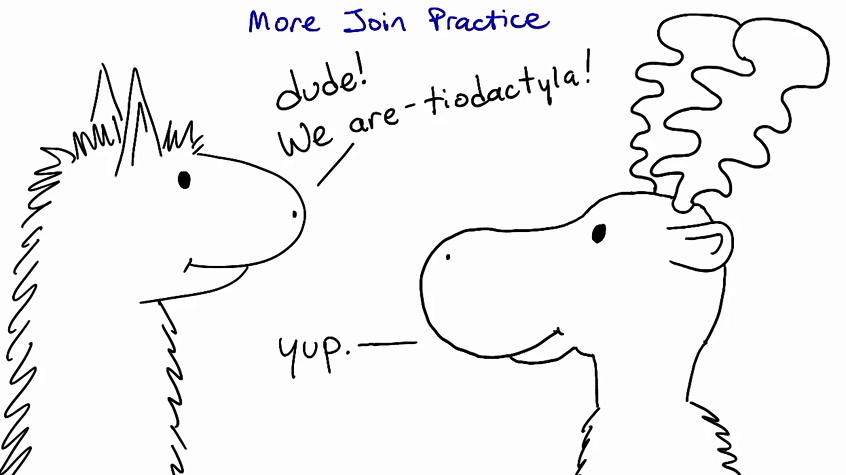 More Join Practice
dude!
We are-tiodactyla!
yup.